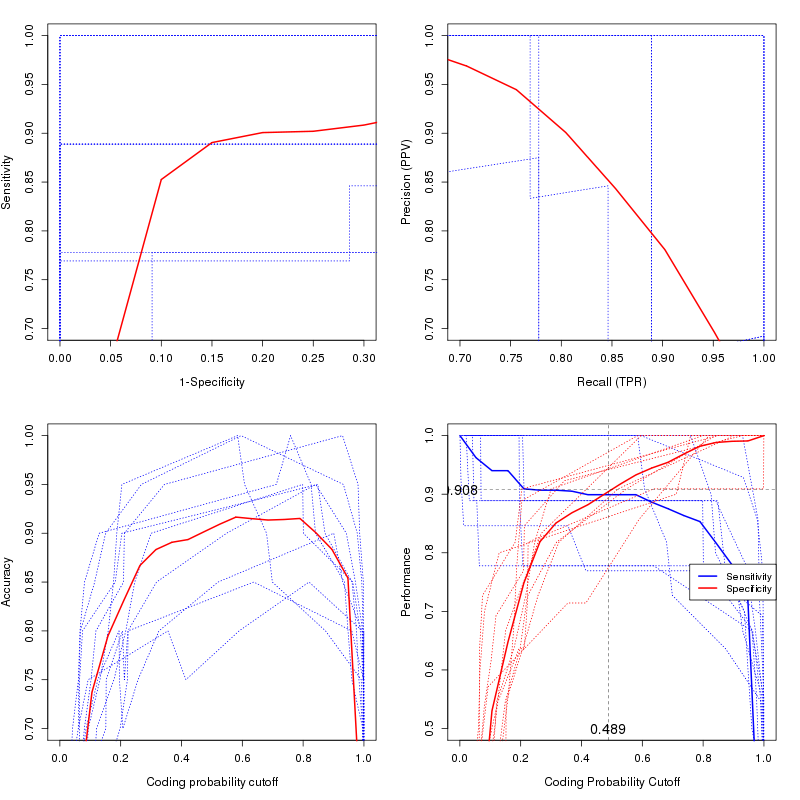 Sensitivity
1.00
0.95
0.90
0.85
0.80
0.75
0.70
0.00 0.05 0.10 0.15 0.20 0.25 0.30
1-Specificity
Precision (PPV)
1.00
0.95
0.90
0.85
0.80
0.75
0.70
0.70 0.75 0.80 0.85 0.90 0.95 1.00
Recall (TPR)
Accuracy
1.00
0.95
0.90
0.85
0.80
0.75
0.70
0.0 0.2 0.4 0.6 0.8 1.0
Coding probability cutoff
Performance
1.0
0.9
0.8
0.7
0.6
0.5
.908
Sensitivity
Specificity
0.489
0.0 0.2 0.4 0.6 0.8 1.0
Coding Probability Cutoff